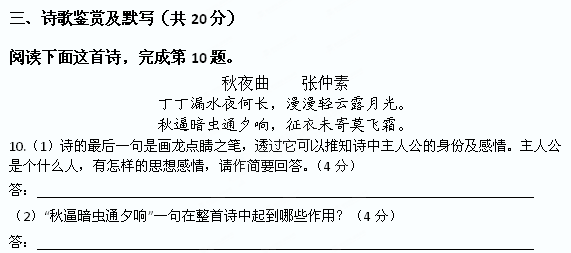 三、诗歌鉴赏及默写（共 20 分）
阅读下面这首诗，完成第 10 题。
秋夜曲 张仲素
丁丁漏水夜何长，漫漫轻云露月光。
秋逼暗虫通夕响，征衣未寄莫飞霜。
10.（1）诗的最后一句是画龙点睛之笔，透过它可以推知诗中主人公的身份及感情。主人公
是个什么人，有怎样的思想感情，请作简要回答。（4 分）
答：
（2）“秋逼暗虫通夕响”一句在整首诗中起到哪些作用？（4 分）
答：